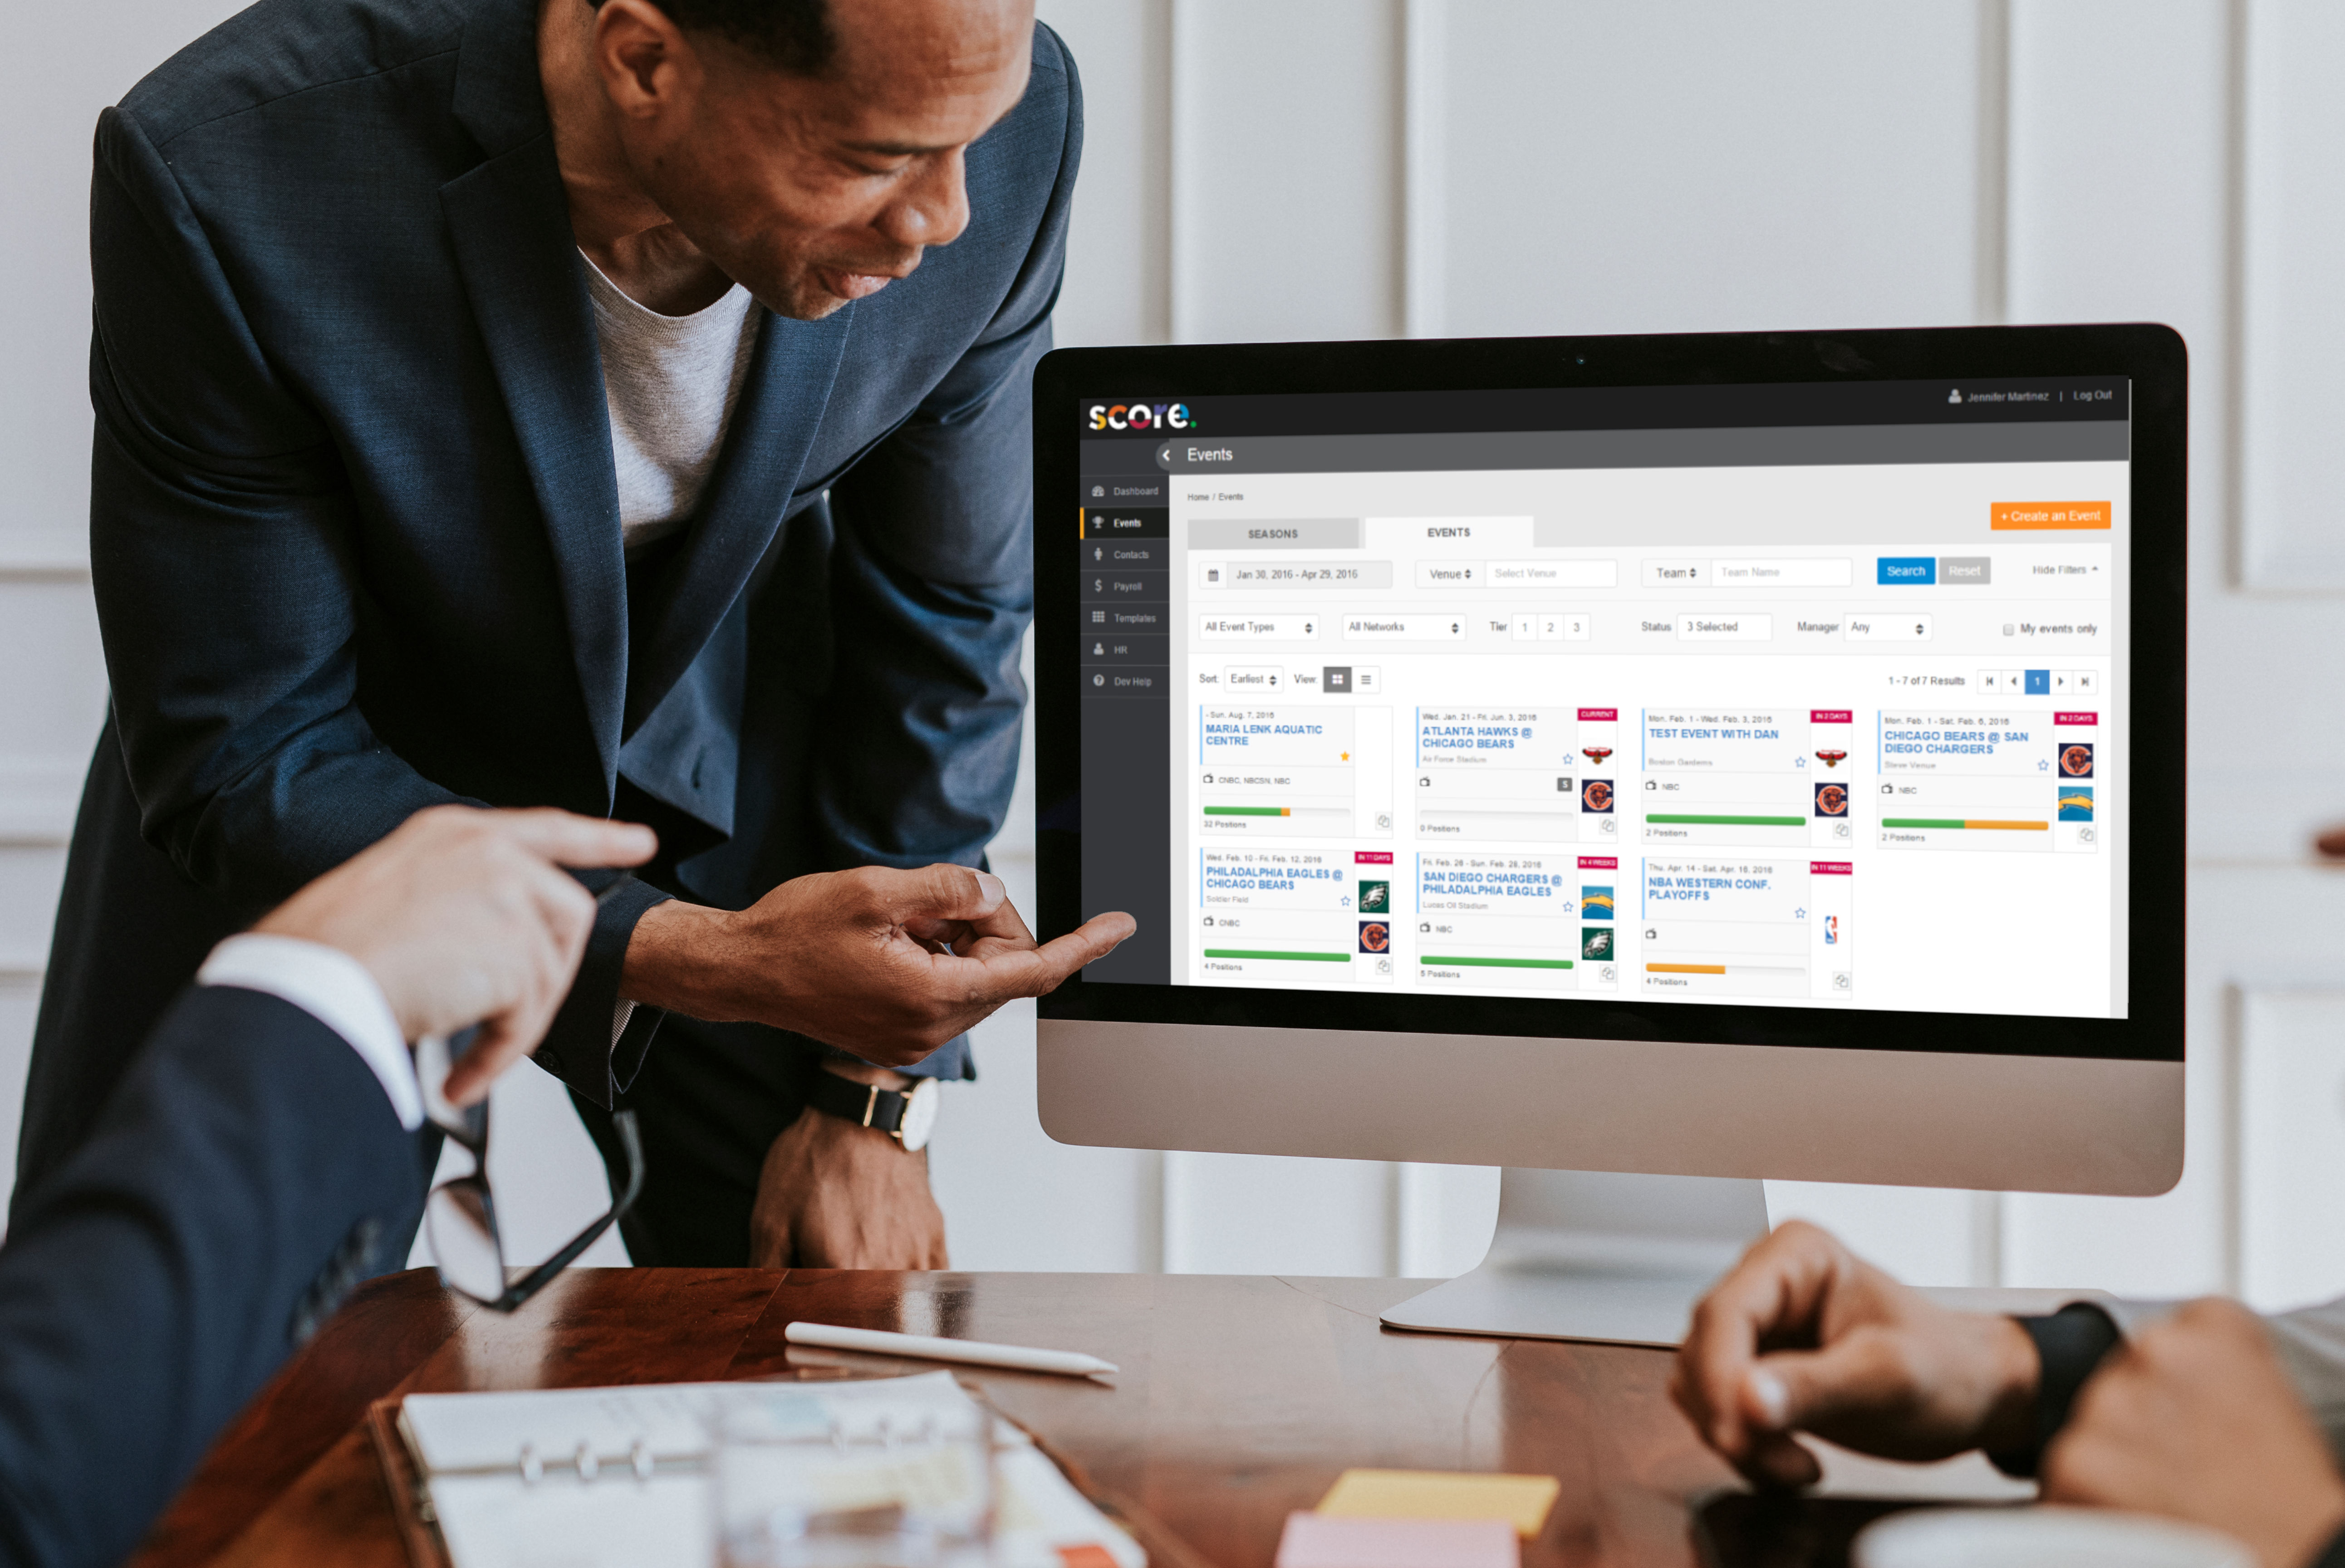 score.
Jennifer Martinez | Log Out
Events
Dashboard
Events
Contacts
Payroll
Templates
HR
Dev Help
Home / Events
+ Create an Event
SEASONS
EVENTS
Jan 30, 2016 - Apr 29, 2016
Venue
Select Venue
Team
Team Name
Search
Reset
Hide Filters
All Event Types
All Networks
Tier 1 2 3
Status 3 Selected
Manager Any
My events only
Sort: Earliest
View:
1 - 7 of 7 Results
1
- Sun. Aug. 7, 2016
MARIA LENK AQUATIC
CENTRE
CNBC, NBCSN, NBC
32 Positions
Wed. Jan. 21 - Fri. Jun. 3, 2016
CURRENT
ATLANTA HAWKS @
CHICAGO BEARS
Air Force Stadium
5
0 Positions
Mon. Feb. 1 - Wed. Feb. 3, 2016
IN 2 DAYS
TEST EVENT WITH DAN
Boston Gardens
NBC
2 Positions
Mon. Feb. 1 - Sat. Feb. 6, 2016
IN 2 DAYS
CHICAGO BEARS @ SAN
DIEGO CHARGERS
Steve Venue
NBC
2 Positions
Wed. Feb. 10 - Fri. Feb. 12, 2016
IN 11 DAYS
PHILADALPHIA EAGLES @
CHICAGO BEARS
Soldier Field
CNBC
4 Positions
Fri. Feb. 26 - Sun. Feb. 28, 2016
IN 4 WEEKS
SAN DIEGO CHARGERS @
PHILADALPHIA EAGLES
Lucas Oil Stadium
NBC
5 Positions
Thu. Apr. 14 - Sat. Apr. 16, 2016
IN 11 WEEKS
NBA WESTERN CONF.
PLAYOFFS
4 Positions